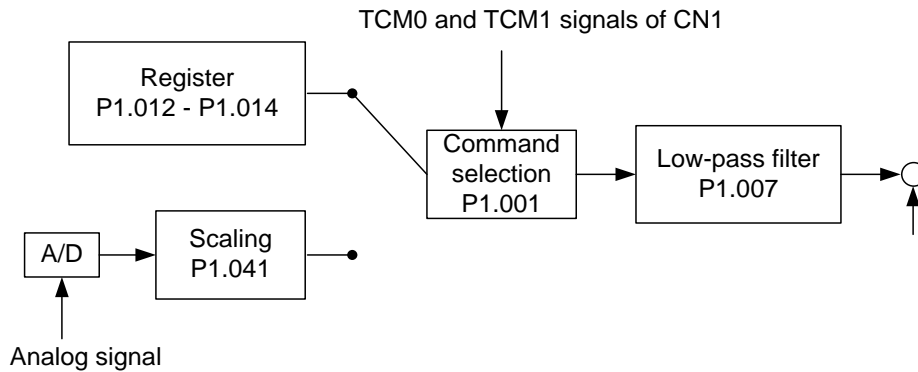 TCM0 and TCM1 signals of CN1
Register
P1.012 - P1.014
Command
selection
P1.001
Low-pass filter
P1.007
Scaling
P1.041
A/D
Analog signal